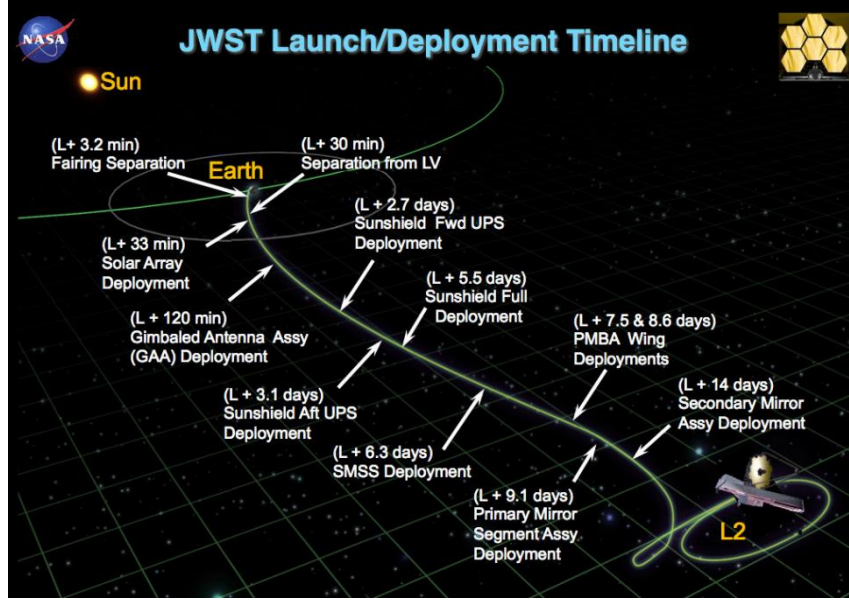 NASA
JWST Launch/Deployment Timeline
Sun
(L+ 3.2 min)
Fairing Separation
Earth
(L+ 30 min)
Separation from LV
(L+ 33 min)
Solar Array
Deployment
(L + 2.7 days)
Sunshield Fwd UPS
Deployment
(L + 120 min)
Gimbaled Antenna Assy
(GAA) Deployment
(L + 5.5 days)
Sunshield Full
Deployment
(L + 3.1 days)
Sunshield Aft UPS
Deployment
(L + 7.5 & 8.6 days)
PMBA Wing
Deployments
(L + 6.3 days)
SMSS Deployment
(L + 14 days)
Secondary Mirror
Assy Deployment
(L + 9.1 days)
Primary Mirror
Segment Assy
Deployment
L2